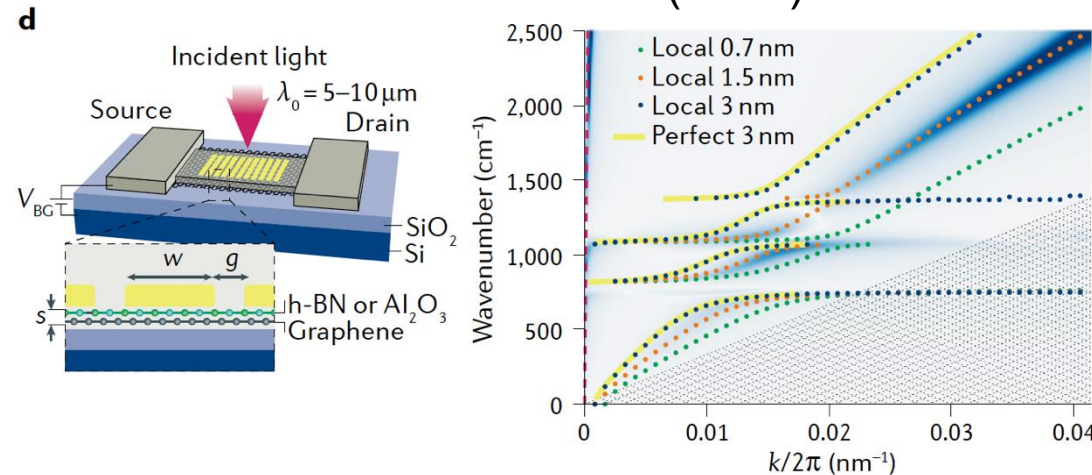 d
Incident light
λ₀ = 5–10 μm
Source
Drain
V_BG
SiO₂
Si
w
g
s
h-BN or Al₂O₃
Graphene
Wavenumber (cm⁻¹)
2,500
2,000
1,500
1,000
500
0
Local 0.7 nm
Local 1.5 nm
Local 3 nm
Perfect 3 nm
0
0.01
0.02
0.03
0.04
k/2π (nm⁻¹)